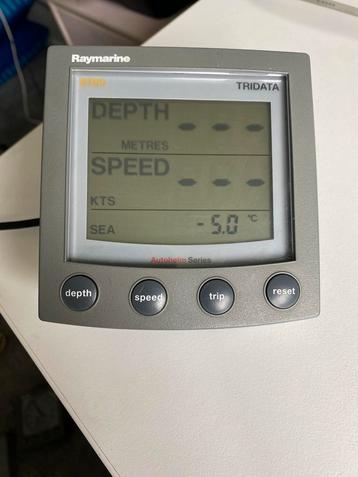 Raymarine
ST60
TRIDATA
DEPTH - - -
METRES
SPEED - - -
KTS
SEA -5.0 °C
Autohelm Series
depth speed trip reset